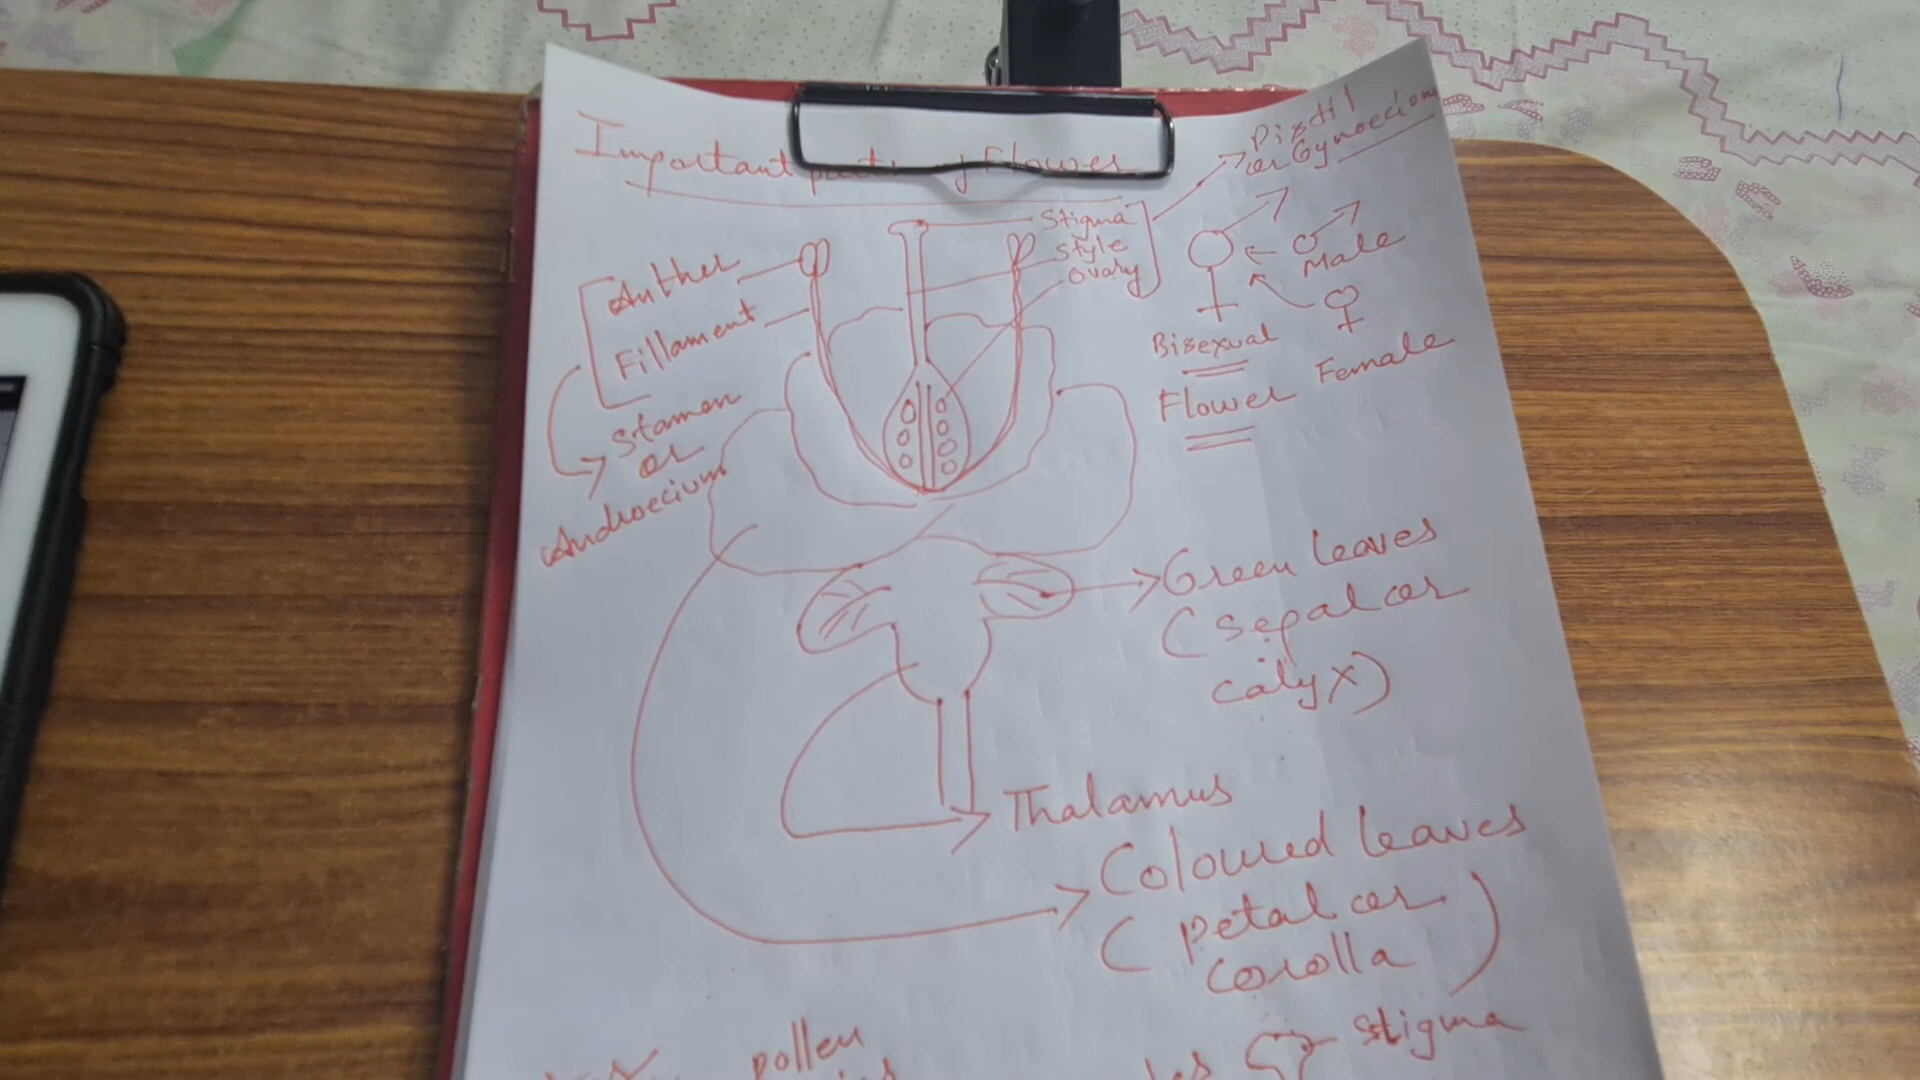 Important parts of Flower
Pistil
or Gynoecium
Stigma
Style
Ovary
Anther
Fillament
Stamen
or
Androecium
Male
Female
Bisexual
Flower
Green leaves
(sepal or
calyx)
Thalamus
Coloured leaves
(petal or
corolla)
pollen
Stigma